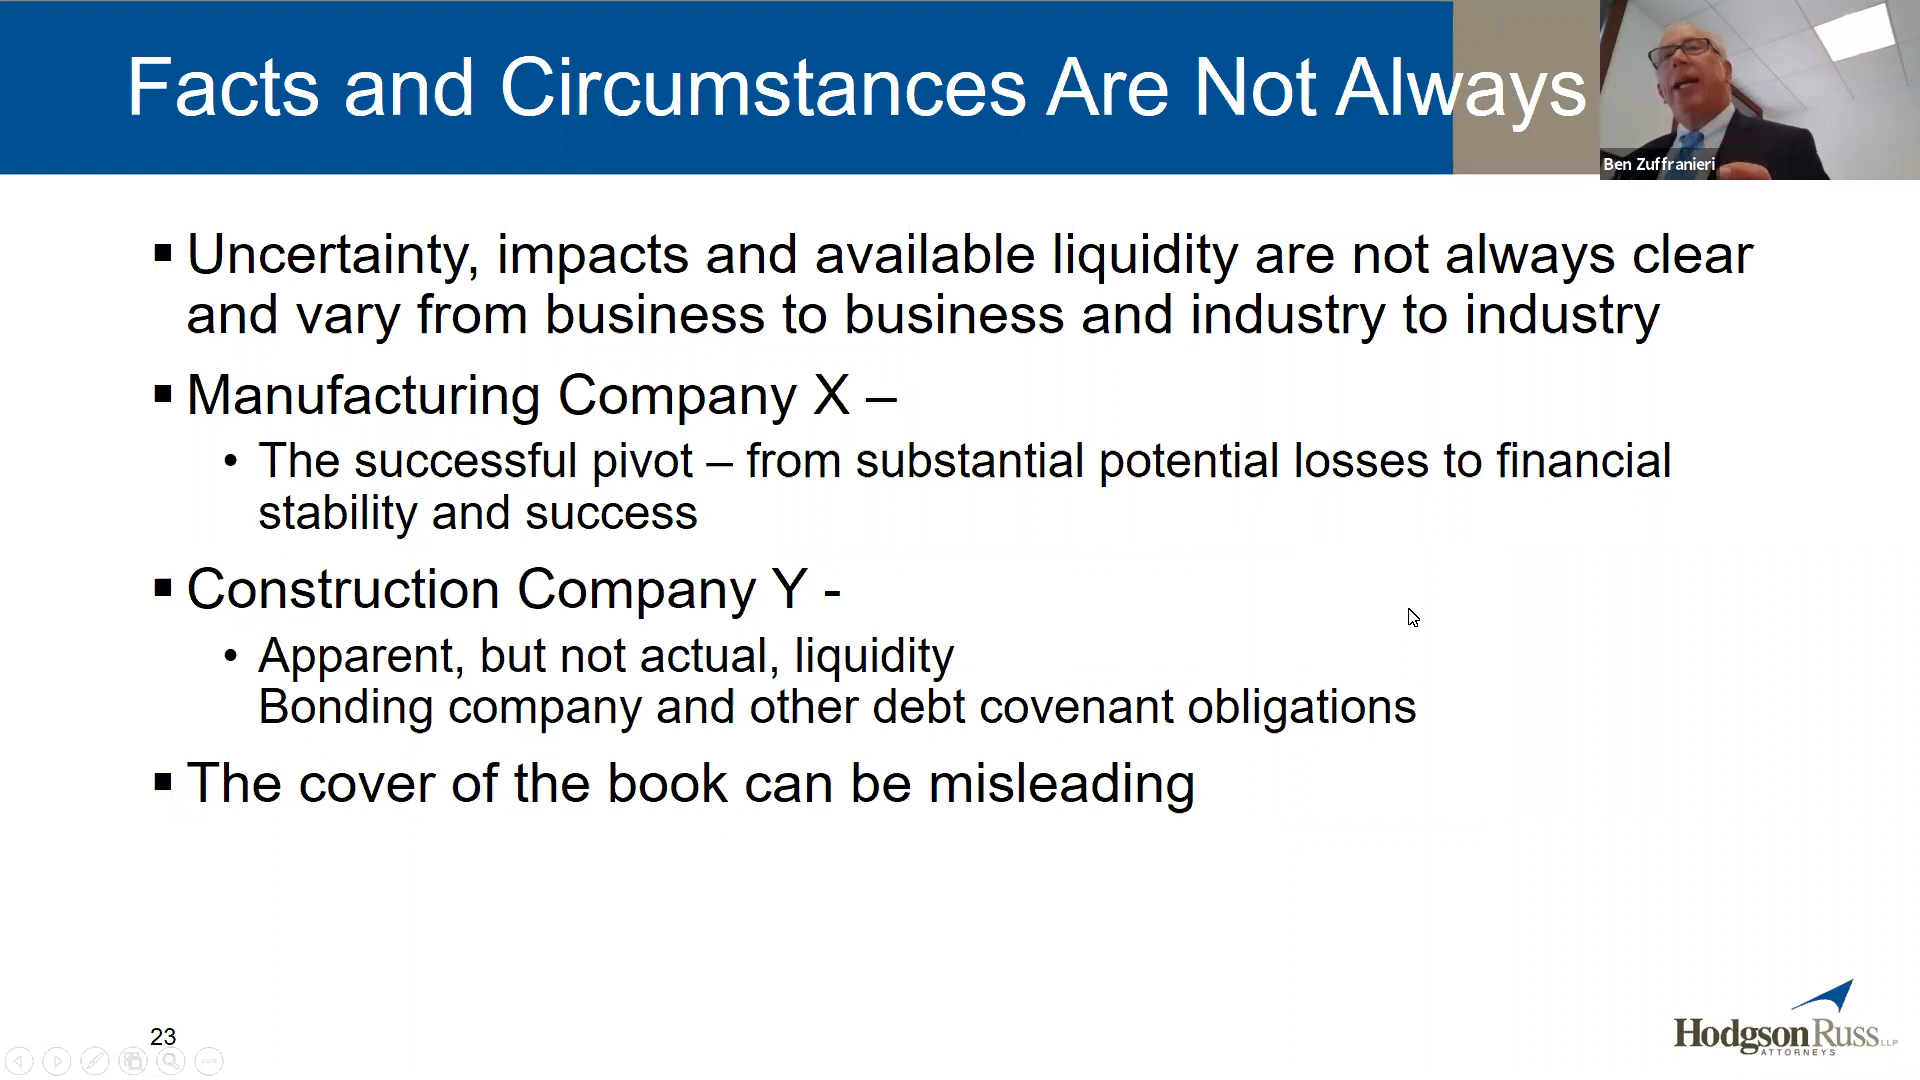 Facts and Circumstances Are Not Always
Ben Zuffranieri
▪ Uncertainty, impacts and available liquidity are not always clear
and vary from business to business and industry to industry
▪ Manufacturing Company X –
• The successful pivot – from substantial potential losses to financial
stability and success
▪ Construction Company Y -
• Apparent, but not actual, liquidity
Bonding company and other debt covenant obligations
▪ The cover of the book can be misleading
23
HodgsonRuss LLP
ATTORNEYS